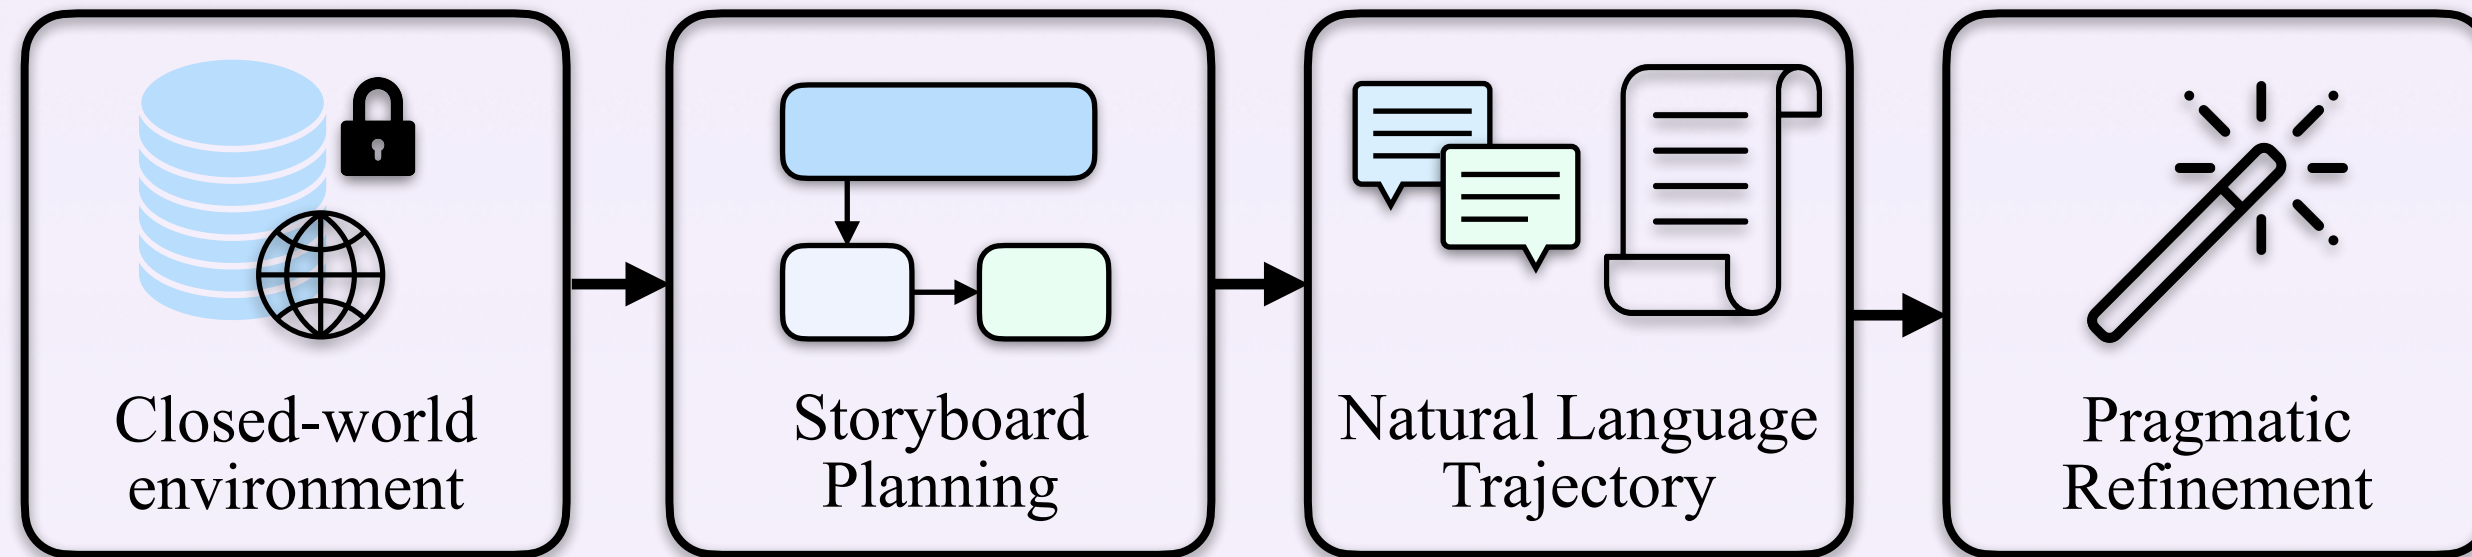 Closed-world
environment
Storyboard
Planning
Natural Language
Trajectory
Pragmatic
Refinement